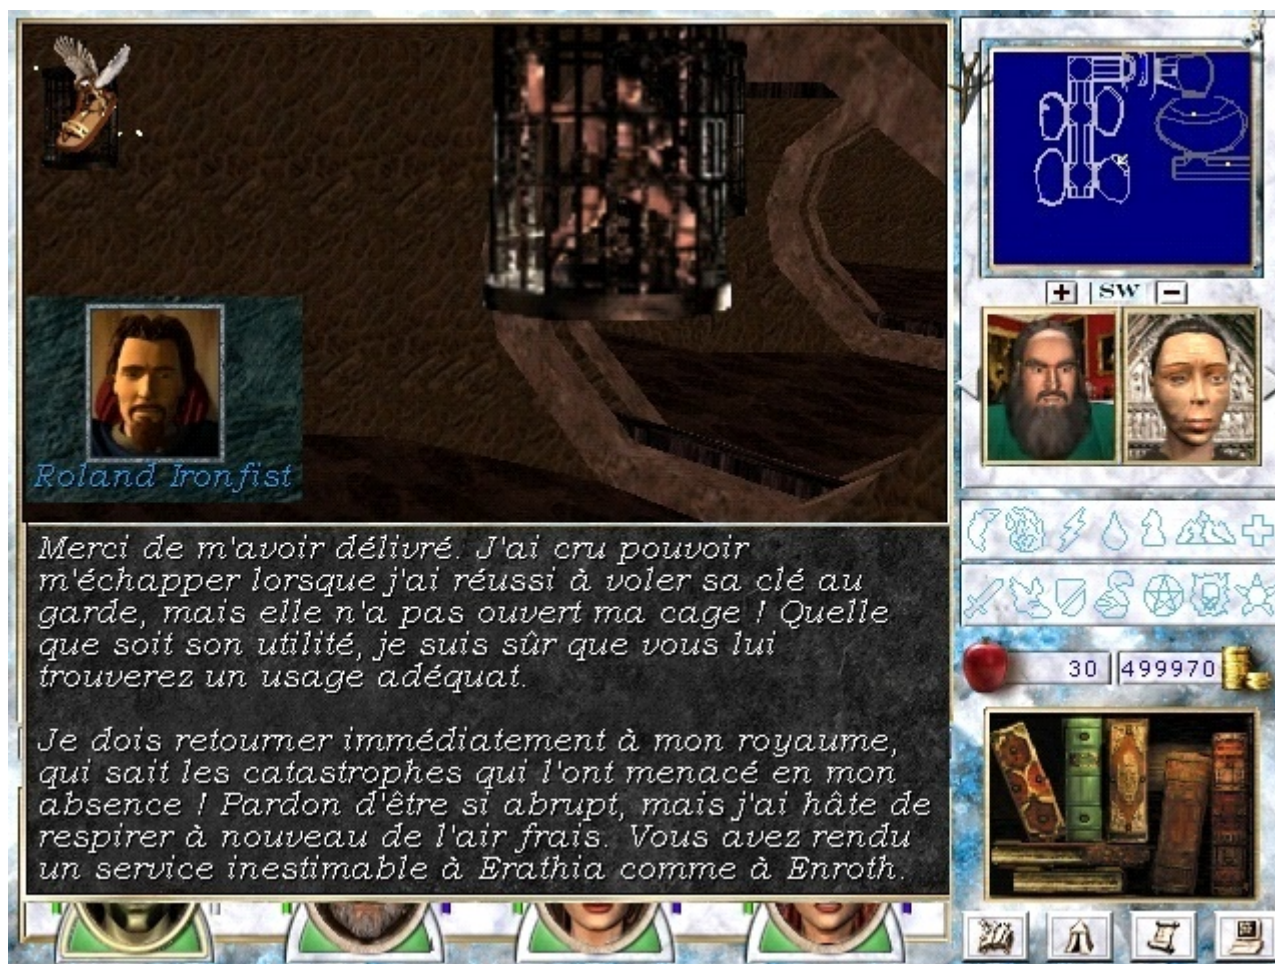 SW
Roland Ironfist
Merci de m'avoir délivré. J'ai cru pouvoir
m'échapper lorsque j'ai réussi à voler sa clé au
garde, mais elle n'a pas ouvert ma cage ! Quelle
que soit son utilité, je suis sûr que vous lui
trouverez un usage adéquat.
Je dois retourner immédiatement à mon royaume,
qui sait les catastrophes qui l'ont menacé en mon
absence ! Pardon d'être si abrupt, mais j'ai hâte de
respirer à nouveau de l'air frais. Vous avez rendu
un service inestimable à Erathia comme à Enroth.
30 499970